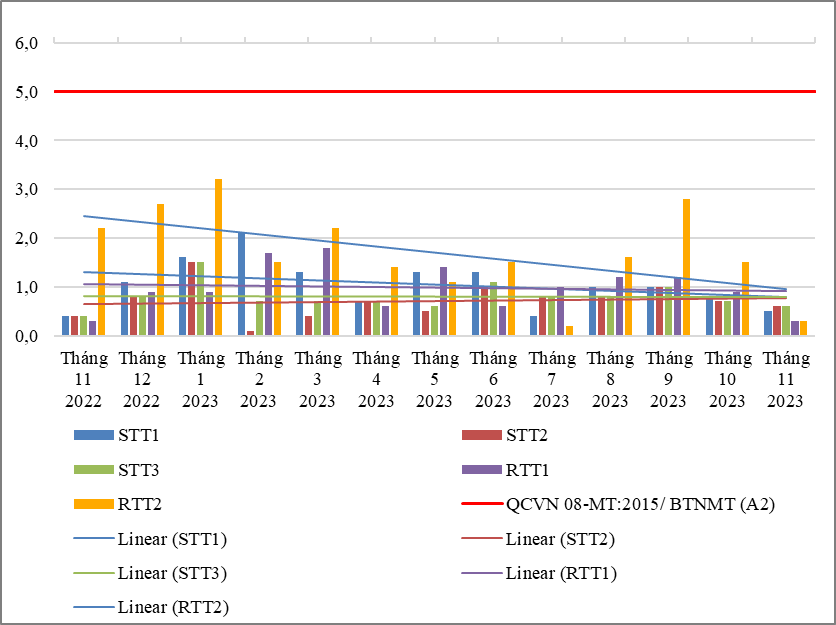 6,0
5,0
4,0
3,0
2,0
1,0
0,0
Tháng Tháng Tháng Tháng Tháng Tháng Tháng Tháng Tháng Tháng Tháng Tháng Tháng
11 12 1 2 3 4 5 6 7 8 9 10 11
2022 2022 2023 2023 2023 2023 2023 2023 2023 2023 2023 2023 2023
STT1 STT2
STT3 RTT1
RTT2 QCVN 08-MT:2015/ BTNMT (A2)
Linear (STT1) Linear (STT2)
Linear (STT3) Linear (RTT1)
Linear (RTT2)